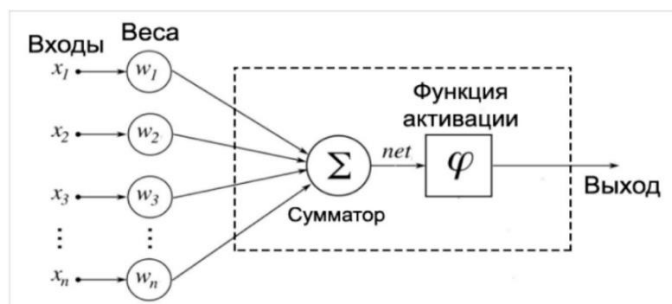 Входы
Веса
x1
w1
x2
w2
x3
w3
⋮
⋮
xn
wn
Σ
Сумматор
net
Функция
активации
φ
Выход